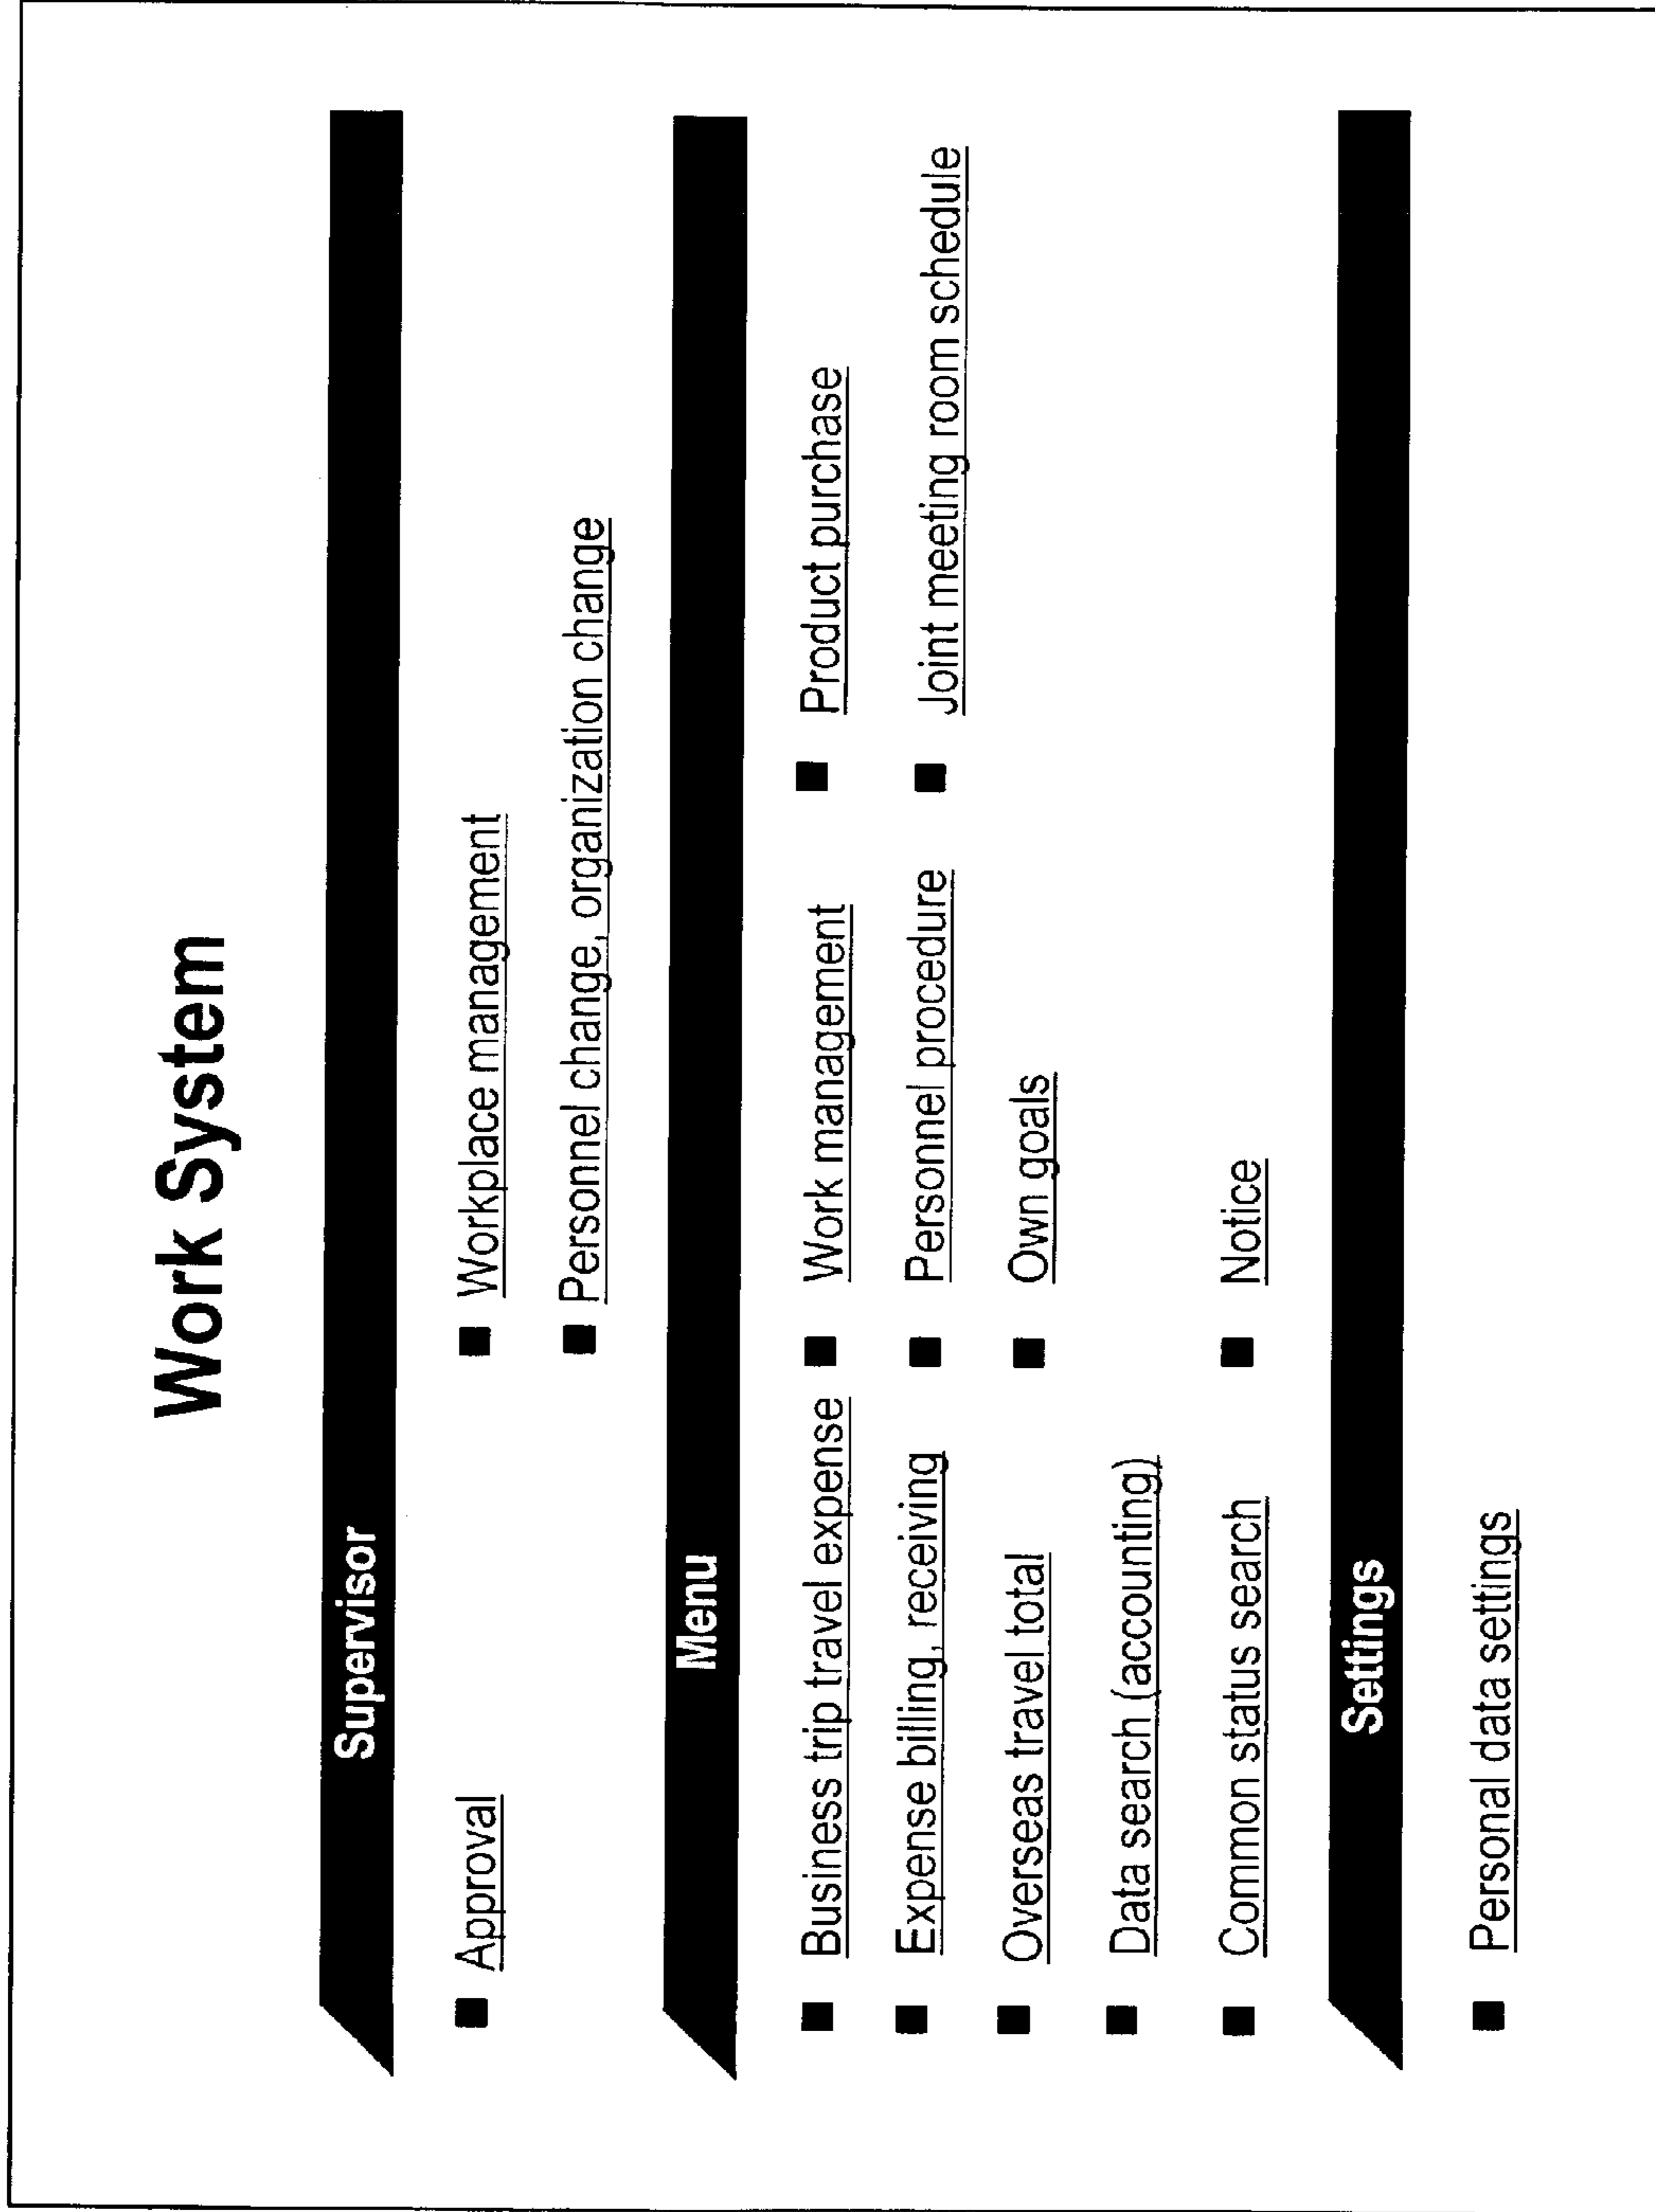 Work System
Supervisor
Approval
Workplace management
Personnel change, organization change
Menu
Business trip travel expense
Work management
Product purchase
Expense billing, receiving
Personnel procedure
Joint meeting room schedule
Overseas travel total
Own goals
Data search (accounting)
Common status search
Notice
Settings
Personal data settings